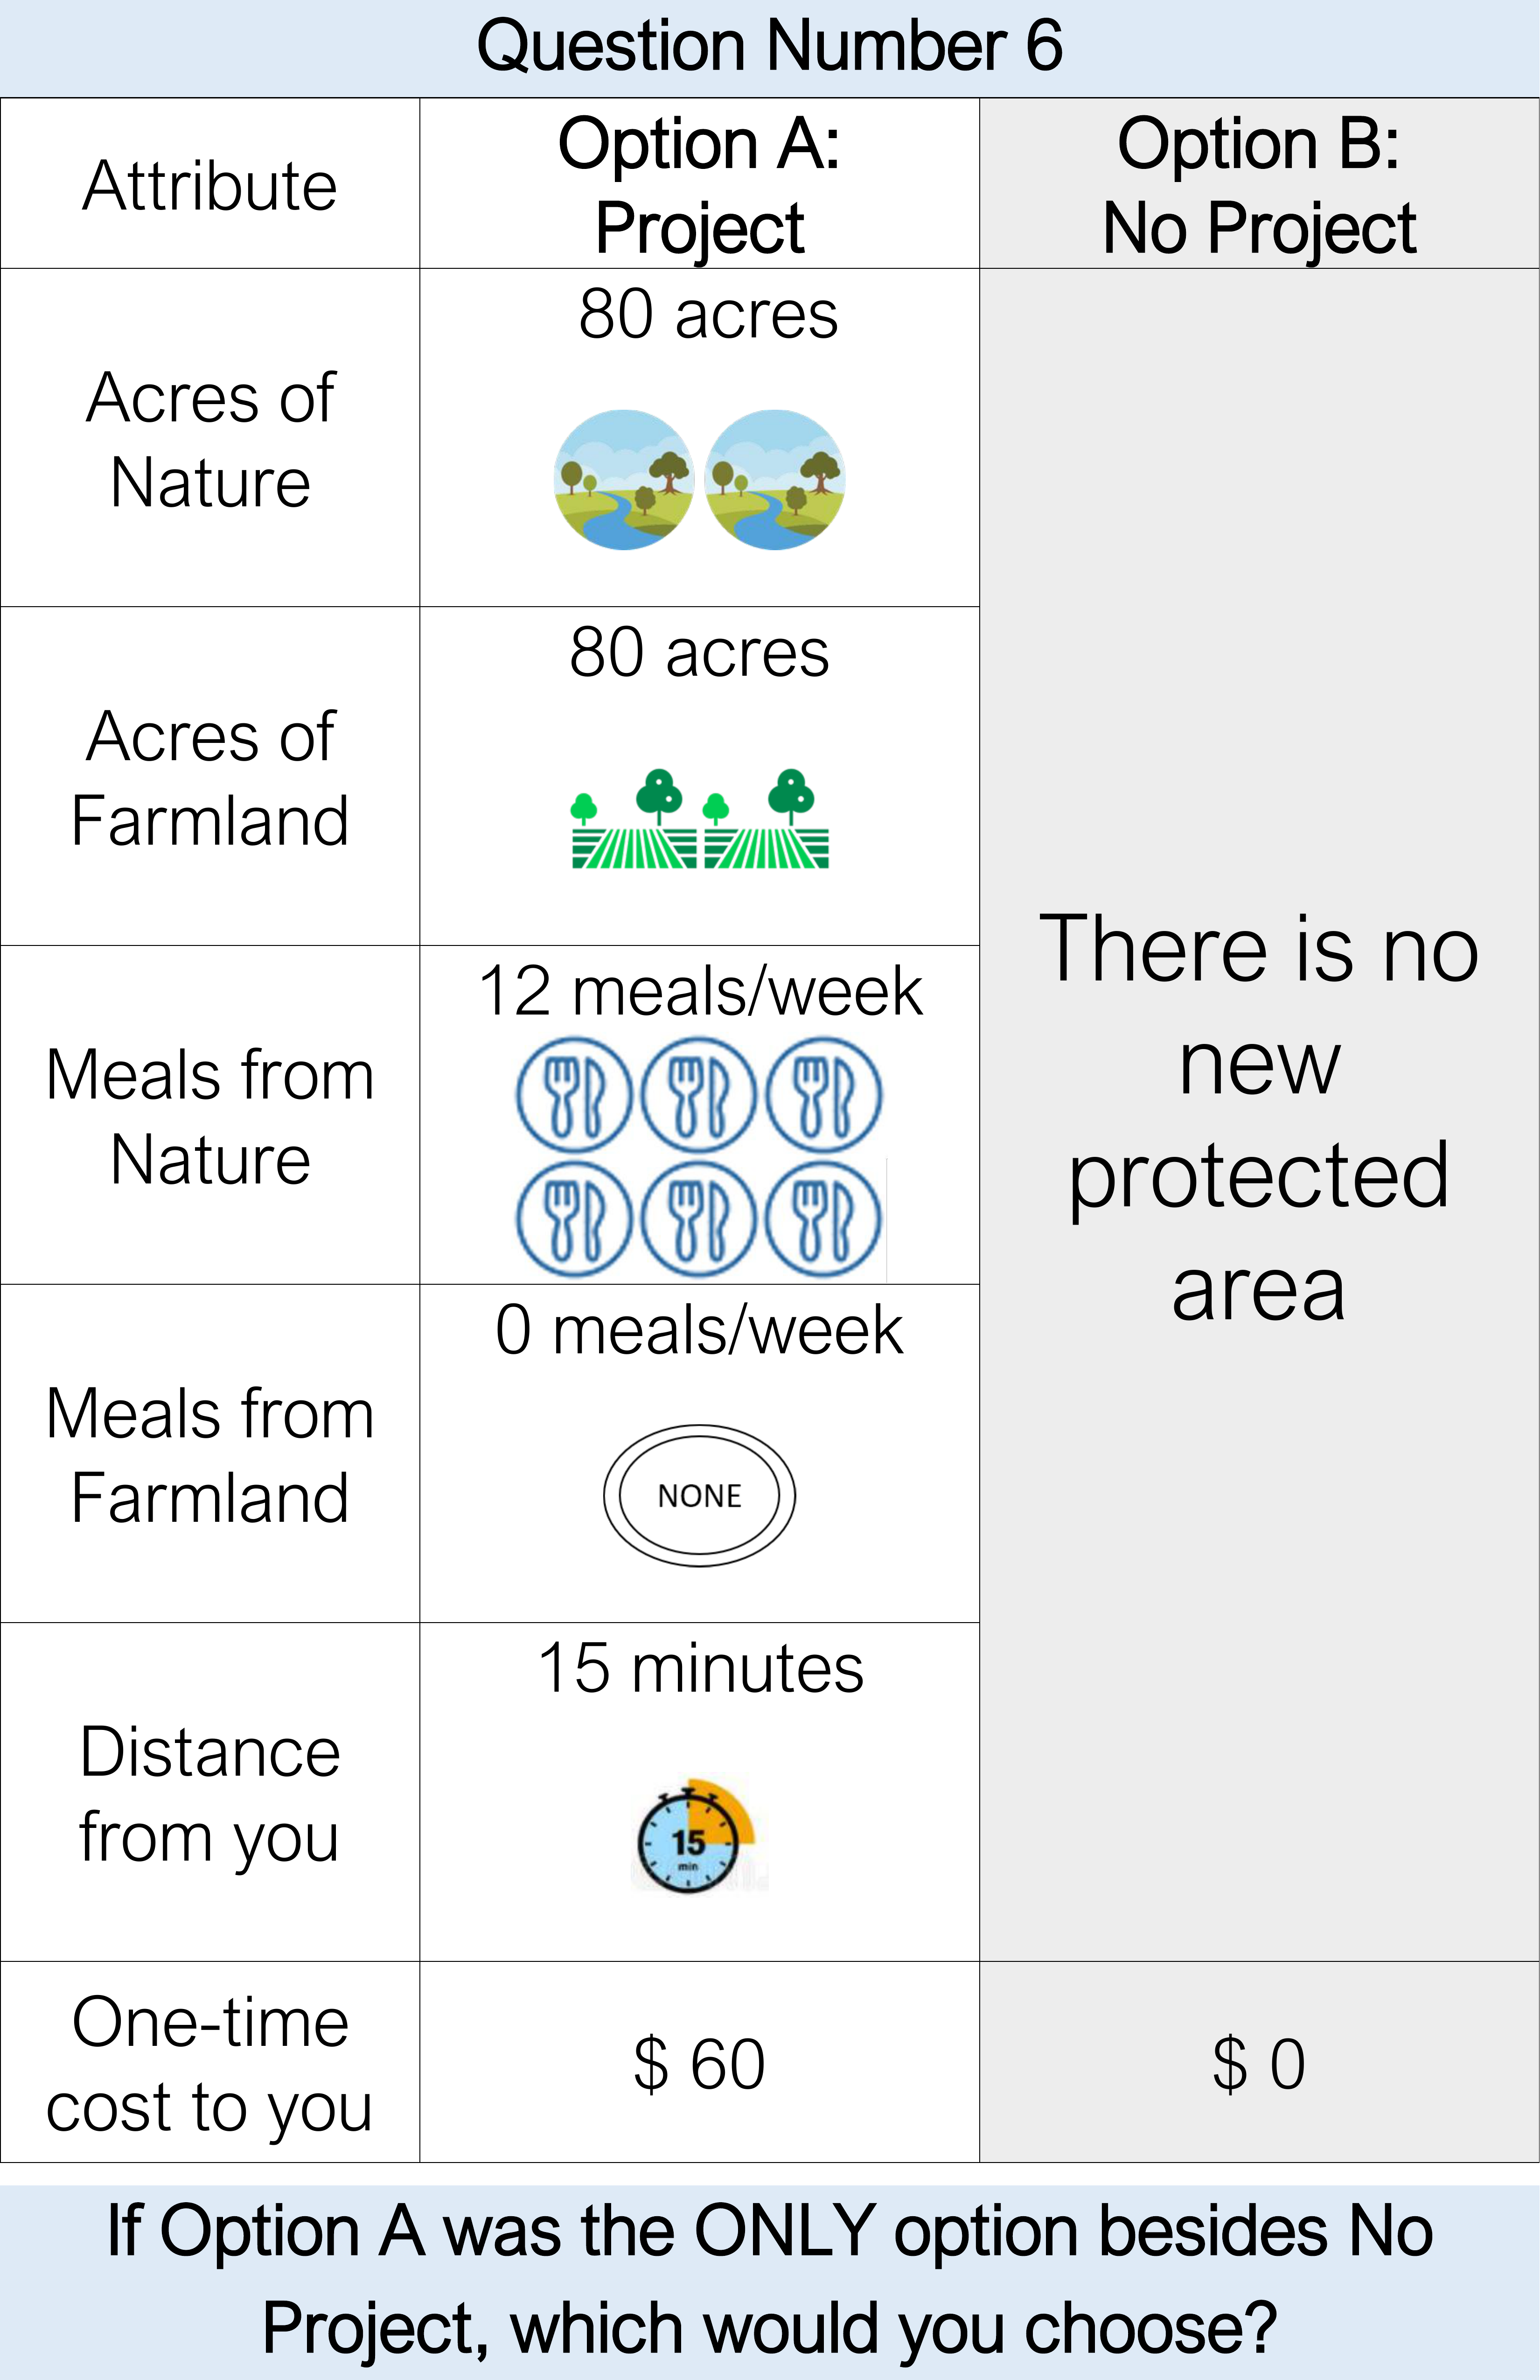 Question Number 6
Attribute
Option A:
Project
Option B:
No Project
Acres of
Nature
80 acres
Acres of
Farmland
80 acres
Meals from
Nature
12 meals/week
Meals from
Farmland
0 meals/week
NONE
Distance
from you
15 minutes
15
min
There is no
new
protected
area
One-time
cost to you
$ 60
$ 0
If Option A was the ONLY option besides No
Project, which would you choose?